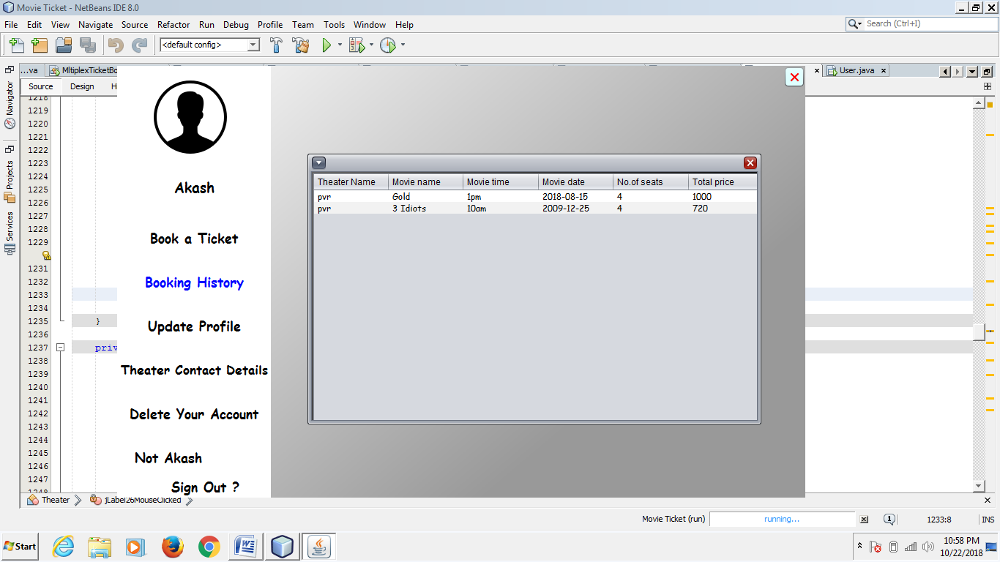 Movie Ticket - NetBeans IDE 8.0
File Edit View Navigate Source Refactor Run Debug Profile Team Tools Window Help
Search (Ctrl+I)
<default config>
...va MltiplexTicketBo User.java
Source Design H
Navigator
Projects
Services
1218
1219
1220
1221
1222
1223
1224
1225
1226
1227
1228
1229
1231
1232
1233
1234
1235 }
1236
1237 priv
1238
1239
1240
1241
1242
1243
1244
1245
1246
1247
1248
Akash
Book a Ticket
Booking History
Update Profile
Theater Contact Details
Delete Your Account
Not Akash
Sign Out ?
Theater Name Movie name Movie time Movie date No.of seats Total price
pvr Gold 1pm 2018-08-15 4 1000
pvr 3 Idiots 10am 2009-12-25 4 720
Theater jLabel26MouseClicked
Movie Ticket (run) running... 1 1233:8 INS
Start
10:58 PM
10/22/2018